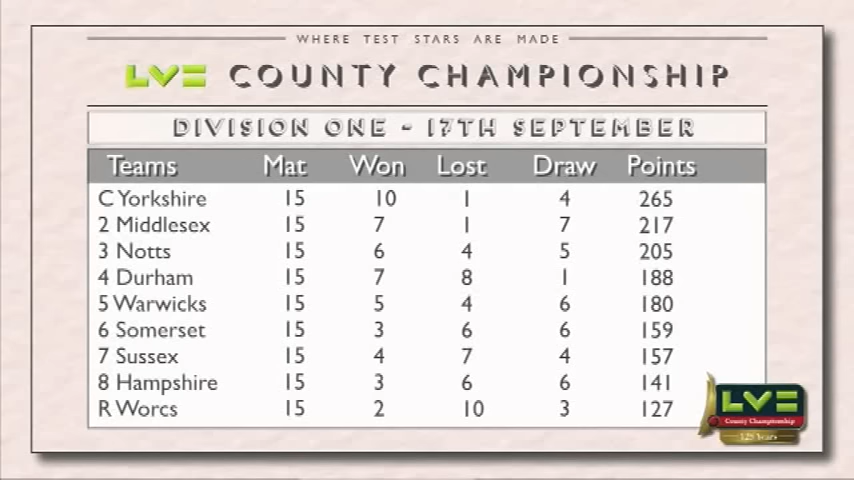 WHERE TEST STARS ARE MADE
LV= COUNTY CHAMPIONSHIP
DIVISION ONE - 17TH SEPTEMBER
Teams Mat Won Lost Draw Points
C Yorkshire 15 10 1 4 265
2 Middlesex 15 7 1 7 217
3 Notts 15 6 4 5 205
4 Durham 15 7 8 1 188
5 Warwicks 15 5 4 6 180
6 Somerset 15 3 6 6 159
7 Sussex 15 4 7 4 157
8 Hampshire 15 3 6 6 141
R Worcs 15 2 10 3 127
LV=
County Championship
125 Years